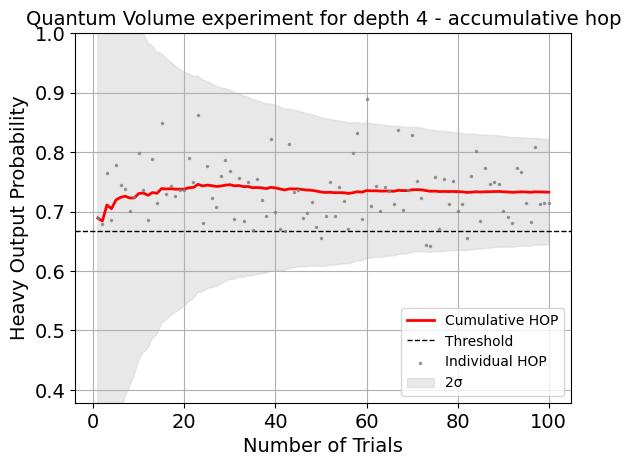 Quantum Volume experiment for depth 4 - accumulative hop
1.0
0.9
0.8
0.7
0.6
0.5
0.4
Heavy Output Probability
Cumulative HOP
Threshold
Individual HOP
2σ
0 20 40 60 80 100
Number of Trials